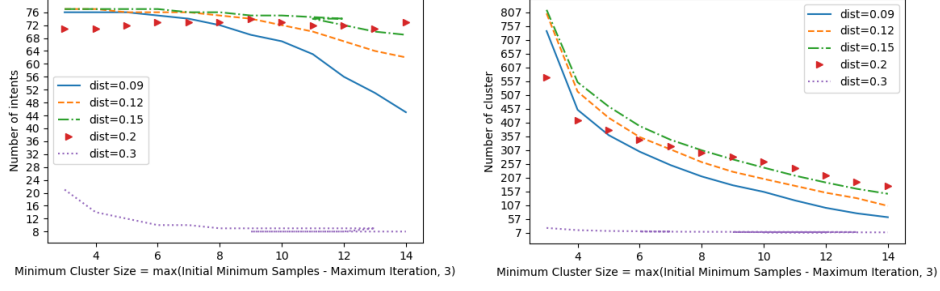 Number of intents
76
72
68
64
60
56
52
48
44
40
36
32
28
24
20
16
12
8
dist=0.09
dist=0.12
dist=0.15
dist=0.2
dist=0.3
4 6 8 10 12 14
Minimum Cluster Size = max(Initial Minimum Samples - Maximum Iteration, 3)
Number of cluster
807
757
707
657
607
557
507
457
407
357
307
257
207
157
107
57
7
dist=0.09
dist=0.12
dist=0.15
dist=0.2
dist=0.3
4 6 8 10 12 14
Minimum Cluster Size = max(Initial Minimum Samples - Maximum Iteration, 3)